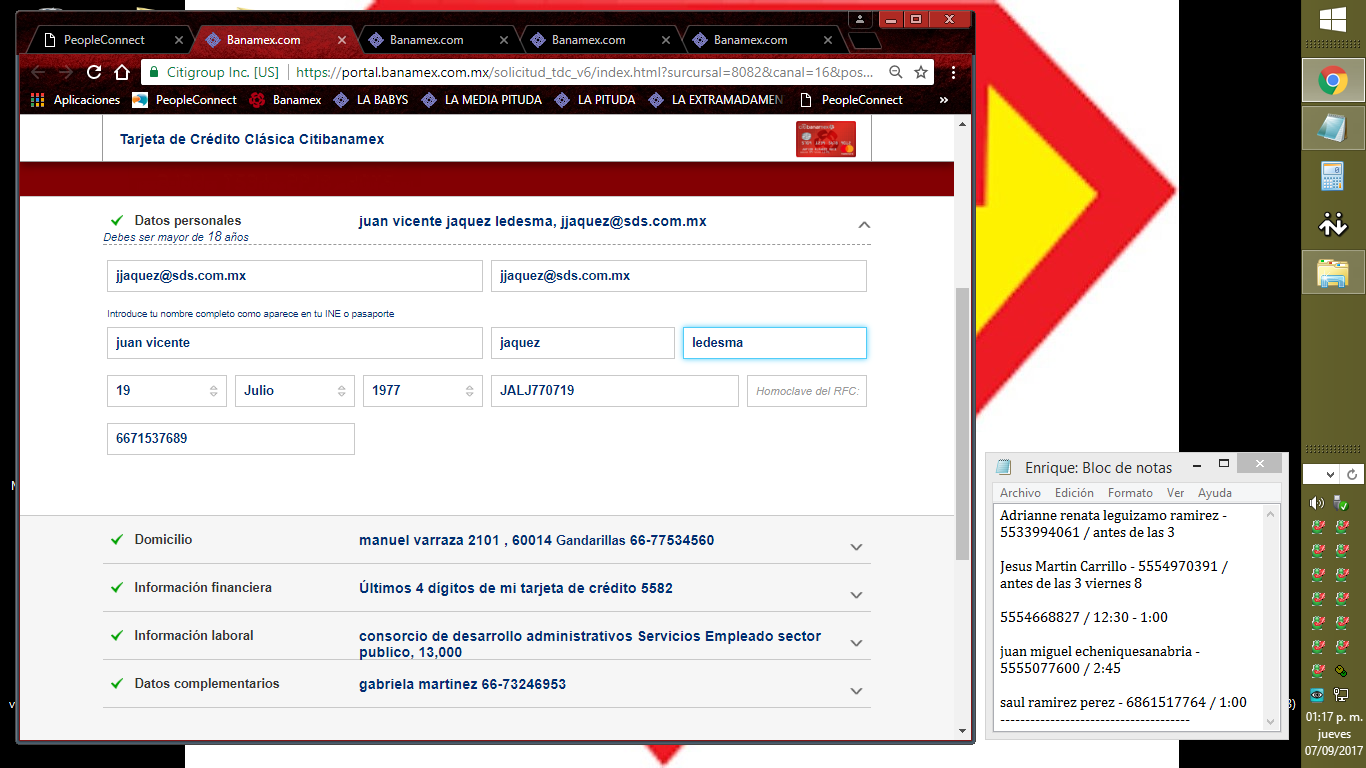 PeopleConnect
Banamex.com
Banamex.com
Banamex.com
Banamex.com
Citigroup Inc. [US]
https://portal.banamex.com.mx/solicitud_tdc_v6/index.html?surcursal=8082&canal=16&pos...
Aplicaciones
PeopleConnect
Banamex
LA BABYS
LA MEDIA PITUDA
LA PITUDA
LA EXTRAMADAMEN
PeopleConnect
»
Tarjeta de Crédito Clásica Citibanamex
Datos personales
juan vicente jaquez ledesma, jjaquez@sds.com.mx
Debes ser mayor de 18 años
jjaquez@sds.com.mx
jjaquez@sds.com.mx
Introduce tu nombre completo como aparece en tu INE o pasaporte
juan vicente
jaquez
ledesma
19
Julio
1977
JALJ770719
Homoclave del RFC:
6671537689
Domicilio
manuel varraza 2101 , 60014 Gandarillas 66-77534560
Información financiera
Últimos 4 dígitos de mi tarjeta de crédito 5582
Información laboral
consorcio de desarrollo administrativos Servicios Empleado sector
publico, 13,000
Datos complementarios
gabriela martinez 66-73246953
Enrique: Bloc de notas
Archivo Edición Formato Ver Ayuda
Adrianne renata leguizamo ramirez -
5533994061 / antes de las 3
Jesus Martin Carrillo - 5554970391 /
antes de las 3 viernes 8
5554668827 / 12:30 - 1:00
juan miguel echeniquesanabria -
5555077600 / 2:45
saul ramirez perez - 6861517764 / 1:00
--------------------------------------
01:17 p. m.
jueves
07/09/2017